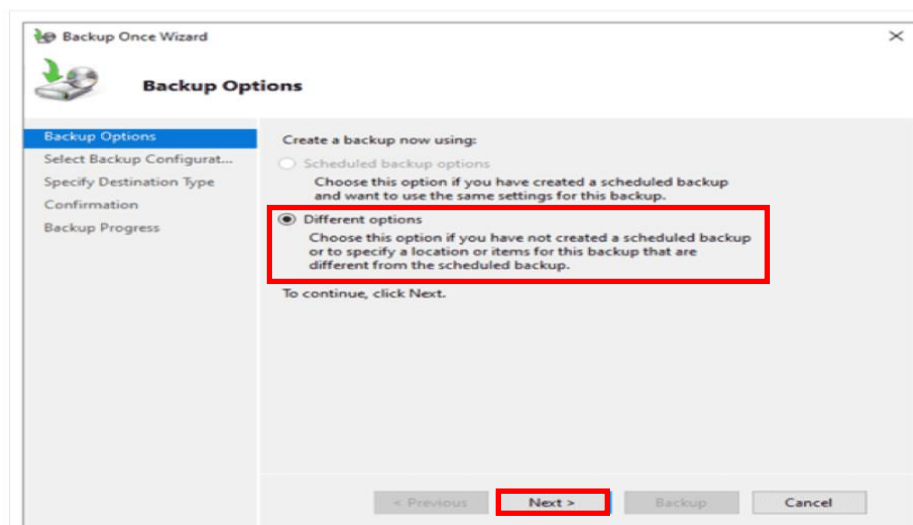 Backup Once Wizard
Backup Options
Backup Options
Select Backup Configurat...
Specify Destination Type
Confirmation
Backup Progress
Create a backup now using:
Scheduled backup options
Choose this option if you have created a scheduled backup
and want to use the same settings for this backup.
Different options
Choose this option if you have not created a scheduled backup
or to specify a location or items for this backup that are
different from the scheduled backup.
To continue, click Next.
< Previous
Next >
Backup
Cancel